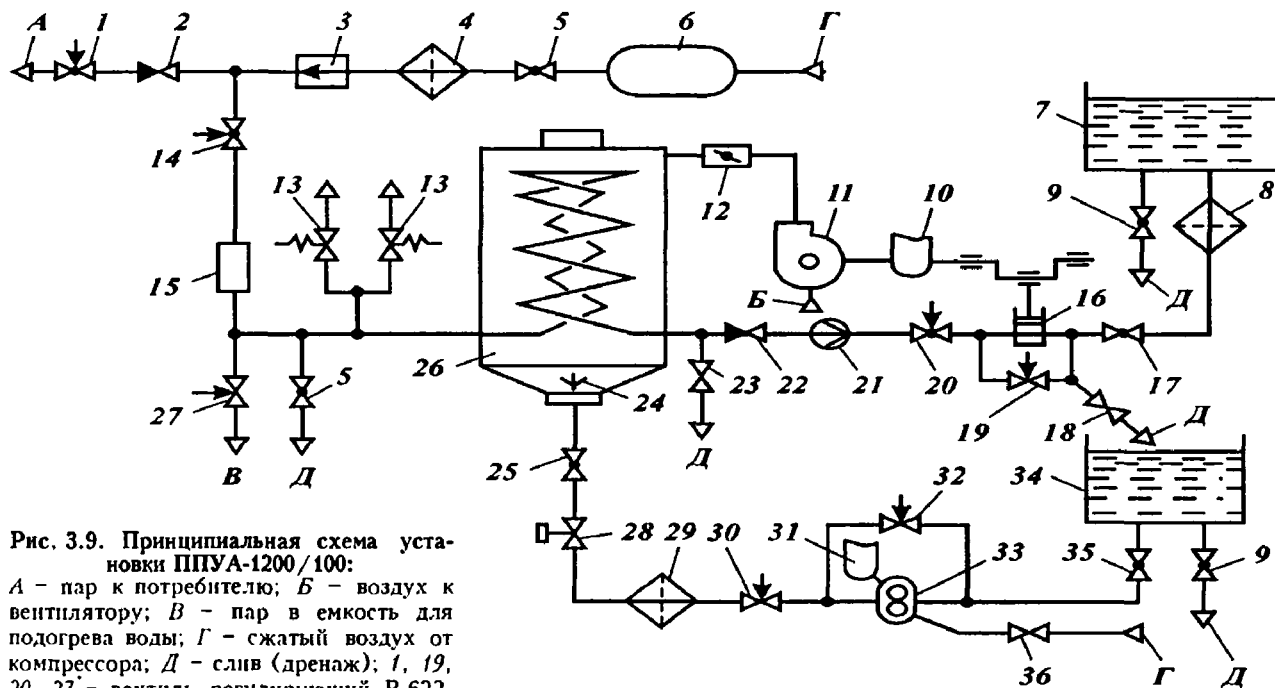 А 1 2 3 4 5 6 Г
7
14 13 13 12 11 10 9 8
15 Б Д
16
26 24 23 22 21 20 17
27 5 19 18 Д
В Д Д 34
25 32
28 29 30 31 33 35 9
36 Г Д
Рис. 3.9. Принципиальная схема уста-
новки ППУА-1200/100:
А – пар к потребителю; Б – воздух к
вентилятору; В – пар в емкость для
подогрева воды; Г – сжатый воздух от
компрессора; Д – слив (дренаж); 1, 19,